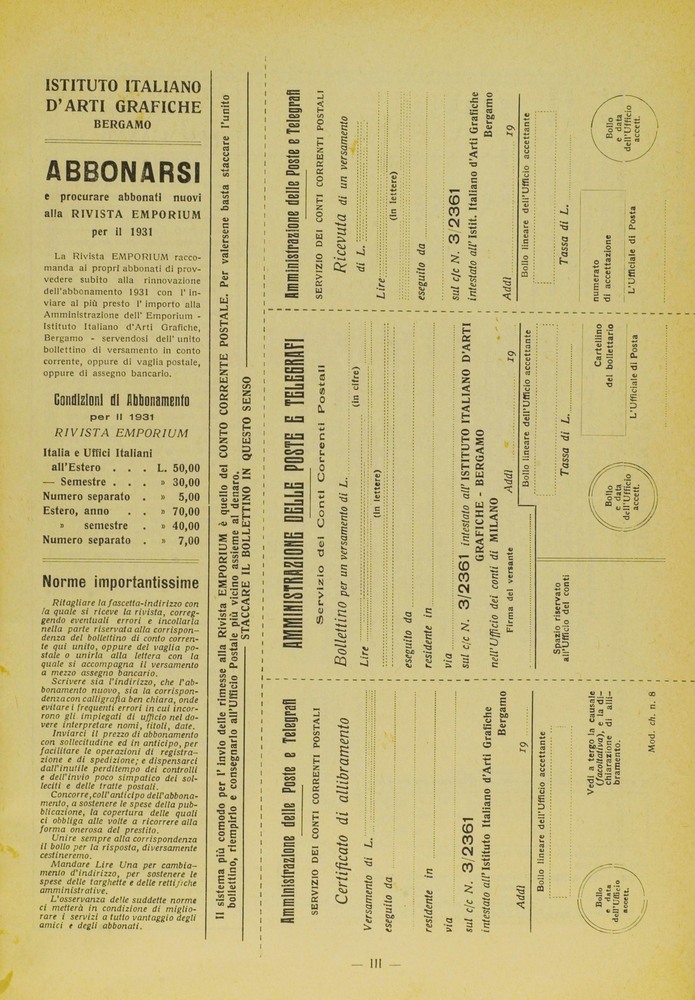 ISTITUTO ITALIANO
D'ARTI GRAFICHE
BERGAMO
ABBONARSI
e procurare abbonati nuovi
alla RIVISTA EMPORIUM
per il 1931
La Rivista EMPORIUM racco-
manda ai propri abbonati di prov-
vedere subito alla rinnovazione
dell'abbonamento 1931 con l' in-
viare al più presto l' importo alla
Amministrazione dell' Emporium -
Istituto Italiano d'Arti Grafiche,
Bergamo - servendosi dell' unito
bollettino di versamento in conto
corrente, oppure di vaglia postale,
oppure di assegno bancario.
Condizioni di Abbonamento
per il 1931
RIVISTA EMPORIUM
Italia e Uffici Italiani
all'Estero . . . L. 50,00
— Semestre . . . » 30,00
Numero separato . » 5,00
Estero, anno . . » 70,00
» semestre . » 40,00
Numero separato . » 7,00
Norme importantissime
Ritagliare la fascetta-indirizzo con
la quale si riceve la rivista, correg-
gendo eventuali errori e incollarla
nella parte riservata alla corrispon-
denza del bollettino di conto corren-
te qui unito, oppure del vaglia po-
stale o unirla alla lettera con la
quale si accompagna il versamento
a mezzo assegno bancario.
Scrivere sia l'indirizzo, che l'ab-
bonamento nuovo, sia la corrispon-
denza con calligrafia ben chiara, onde
evitare i frequenti errori in cui incor-
rono gli impiegati di ufficio nel do-
vere interpretare nomi, titoli, date.
Inviarci il prezzo di abbonamento
con sollecitudine ed in anticipo, per
facilitare le operazioni di registra-
zione e di spedizione; e dispensarci
dall'inutile perditempo dei controlli
e dell'invio poco simpatico dei sol-
leciti e delle tratte postali.
Concorre, coll'anticipo dell'abbona-
mento, a sostenere le spese della pub-
blicazione, la copertura delle quali
ci obbliga alle volte a ricorrere alla
forma onerosa del prestito.
Unire sempre alla corrispondenza
il bollo per la risposta, diversamente
cestineremo.
Mandare Lire Una per cambia-
mento d'indirizzo, per sostenere le
spese delle targhette e delle rettifiche
amministrative.
L'osservanza delle suddette norme
ci metterà in condizione di miglio-
rare i servizi a tutto vantaggio degli
amici e degli abbonati.
Il sistema più comodo per l' invio delle rimesse alla Rivista EMPORIUM è quello del CONTO CORRENTE POSTALE. Per valersene basta staccare l'unito
bollettino, riempirlo e consegnarlo all'Ufficio Postale più vicino assieme al denaro.
STACCARE IL BOLLETTINO IN QUESTO SENSO
Amministrazione delle Poste e Telegrafi
SERVIZIO DEI CONTI CORRENTI POSTALI
Certificato di allibramento
Versamento di L.
eseguito da
residente in
via
sul c/c N. 3/2361
intestato all'Istituto Italiano d'Arti Grafiche
Bergamo
Addì 19
Bollo lineare dell'Ufficio accettante
Bollo
e data
dell'Ufficio
accett.
Vedi a tergo la causale
(facoltativa), e la di-
chiarazione di alli-
bramento.
Mod. ch. n. 8
AMMINISTRAZIONE DELLE POSTE E TELEGRAFI
Servizio dei Conti Correnti Postali
Bollettino per un versamento di L.
(in cifre)
Lire
(in lettere)
eseguito da
residente in
via
sul c/c N. 3/2361 intestato all' ISTITUTO ITALIANO D'ARTI
GRAFICHE - BERGAMO
nell'Ufficio dei conti di MILANO
Firma del versante
Addì 19
Bollo lineare dell'Ufficio accettante
Spazio riservato
all'Ufficio dei conti
Tassa di L.
Bollo
e data
dell'Ufficio
accett.
Cartellino
del bollettario
L'Ufficiale di Posta
Amministrazione delle Poste e Telegrafi
SERVIZIO DEI CONTI CORRENTI POSTALI
Ricevuta di un versamento
di L.
Lire
(in lettere)
eseguito da
sul c/c N. 3/2361
intestato all' Istit. Italiano d'Arti Grafiche
Bergamo
Addì 19
Bollo lineare dell'Ufficio accettante
Tassa di L.
numerato
di accettazione
L'Ufficiale di Posta
Bollo
e data
dell'Ufficio
accett.
— III —